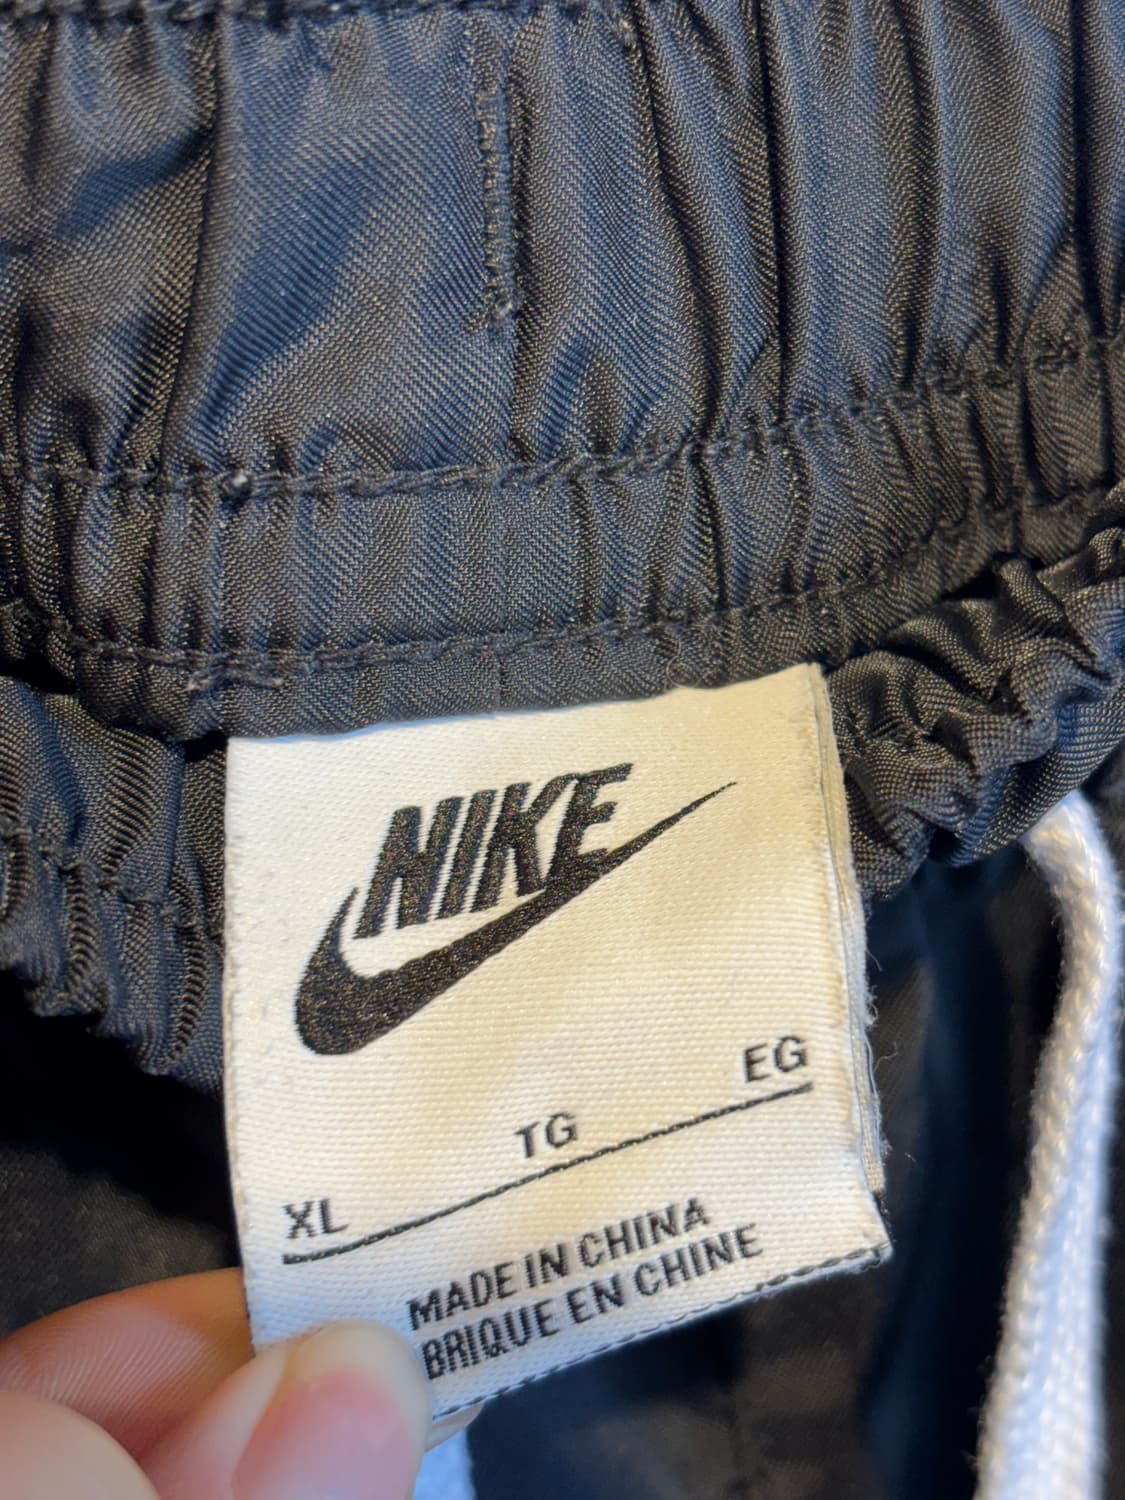 NIKE
XL TG EG
MADE IN CHINA
BRIQUE EN CHINE